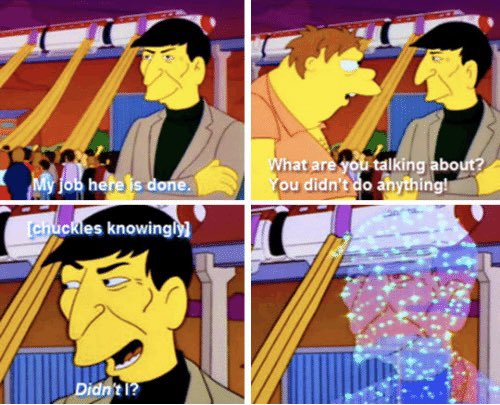 My job here is done.
What are you talking about?
You didn't do anything!
[chuckles knowingly]
Didn't I?